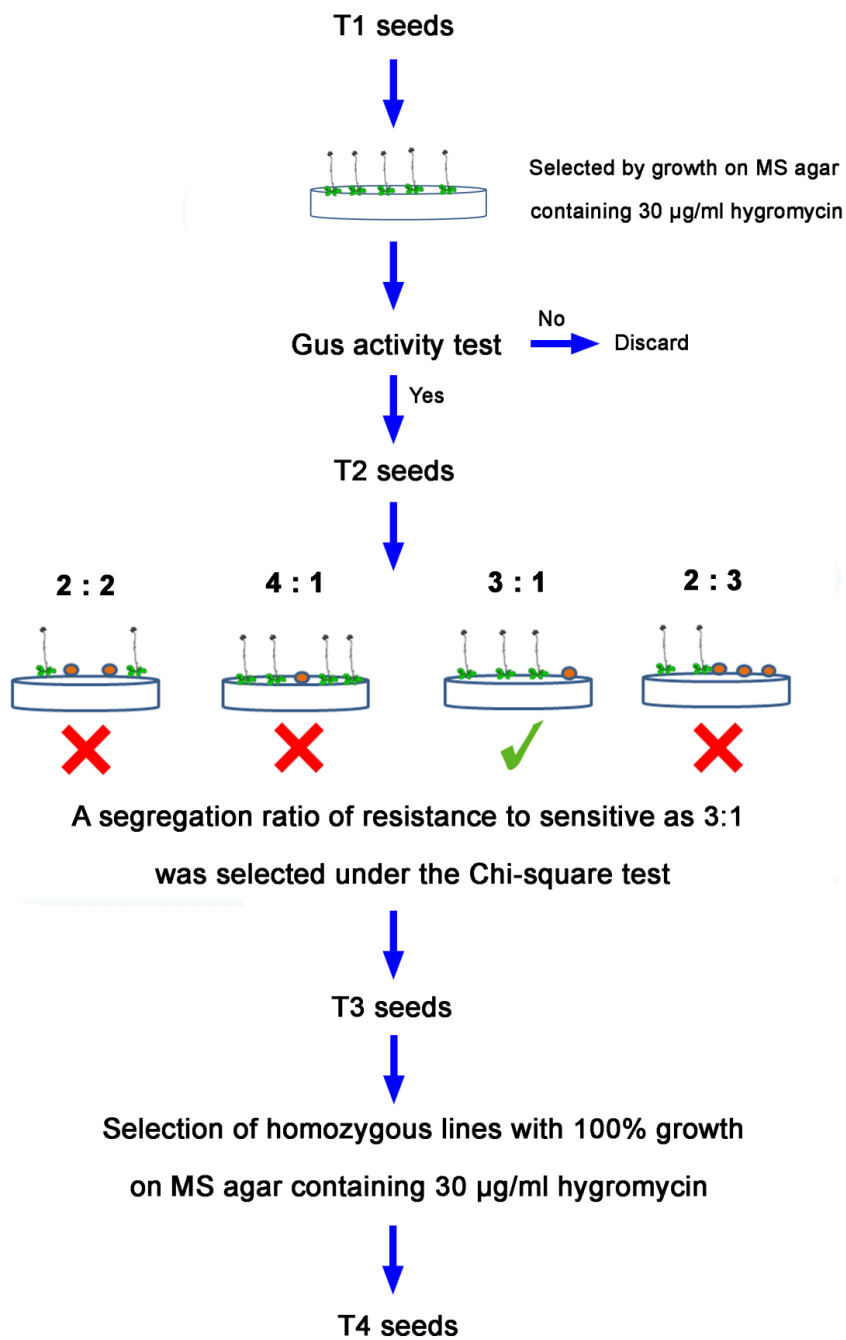 T1 seeds
Selected by growth on MS agar
containing 30 µg/ml hygromycin
No
Gus activity test
Discard
Yes
T2 seeds
2 : 2 4 : 1 3 : 1 2 : 3
A segregation ratio of resistance to sensitive as 3:1
was selected under the Chi-square test
T3 seeds
Selection of homozygous lines with 100% growth
on MS agar containing 30 µg/ml hygromycin
T4 seeds